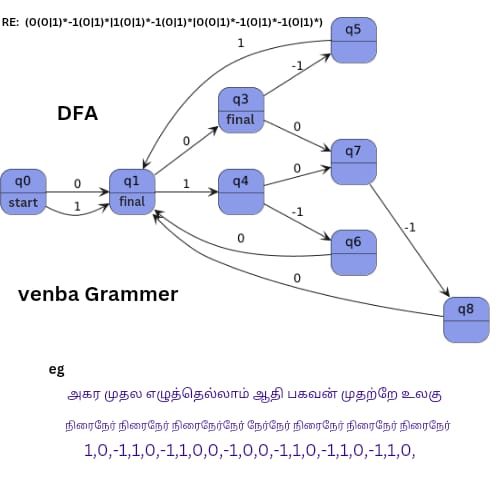 RE: (0(0|1)*-1(0|1)*|1(0|1)*-1(0|1)*|0(0|1)*-1(0|1)*-1(0|1)*)
q5
1
-1
q3
final
DFA
0
0
q7
q0
start
0
1
q1
final
1
q4
0
-1
-1
0
q6
venba Grammer
0
q8
eg
அகர முதல எழுத்தெல்லாம் ஆதி பகவன் முதற்றே உலகு
நிரைநேர் நிரைநேர் நிரைநேர்நேர் நேர்நேர் நிரைநேர் நிரைநேர் நிரைநேர்
1,0,-1,1,0,-1,1,0,0,-1,0,0,-1,1,0,-1,1,0,-1,1,0,